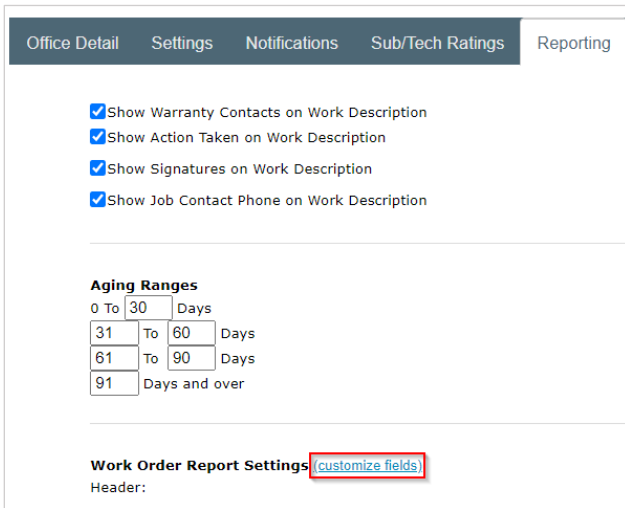 Office Detail Settings Notifications Sub/Tech Ratings Reporting
Show Warranty Contacts on Work Description
Show Action Taken on Work Description
Show Signatures on Work Description
Show Job Contact Phone on Work Description
Aging Ranges
0 To 30 Days
31 To 60 Days
61 To 90 Days
91 Days and over
Work Order Report Settings (customize fields)
Header: